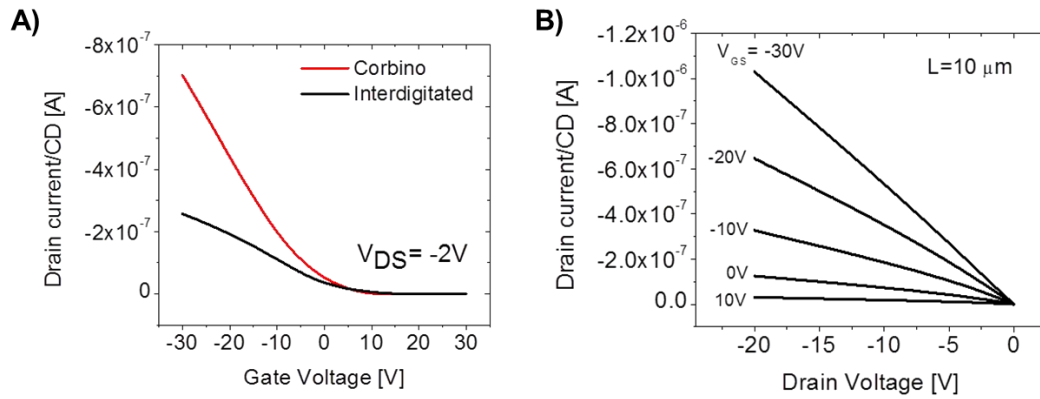 A)
-8x10⁻⁷
-6x10⁻⁷
-4x10⁻⁷
-2x10⁻⁷
0
Drain current/CD [A]
Corbino
Interdigitated
V_DS= -2V
-30 -20 -10 0 10 20 30
Gate Voltage [V]
B)
-1.2x10⁻⁶
-1.0x10⁻⁶
-8.0x10⁻⁷
-6.0x10⁻⁷
-4.0x10⁻⁷
-2.0x10⁻⁷
0.0
Drain current/CD [A]
V_GS= -30V
L=10 μm
-20V
-10V
0V
10V
-20 -15 -10 -5 0
Drain Voltage [V]